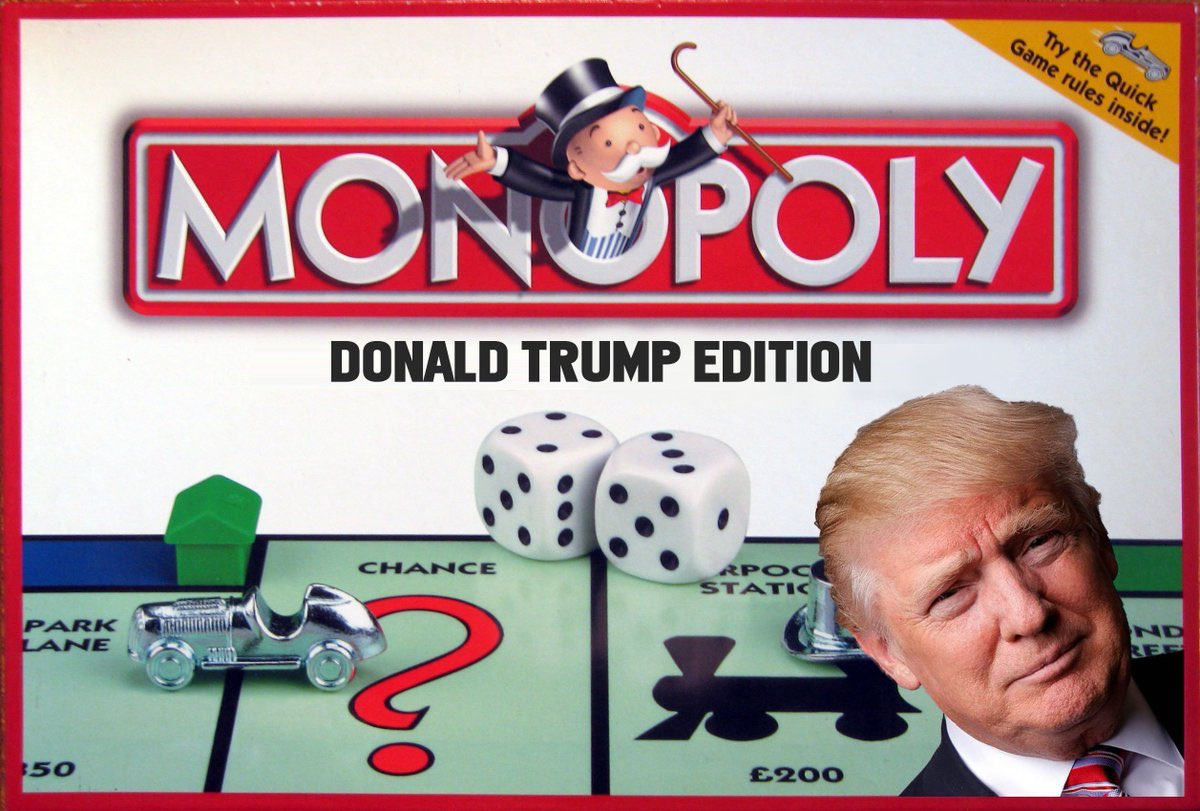 Try the Quick
Game rules inside!
MONOPOLY
DONALD TRUMP EDITION
CHANCE
PARK
LANE
£200